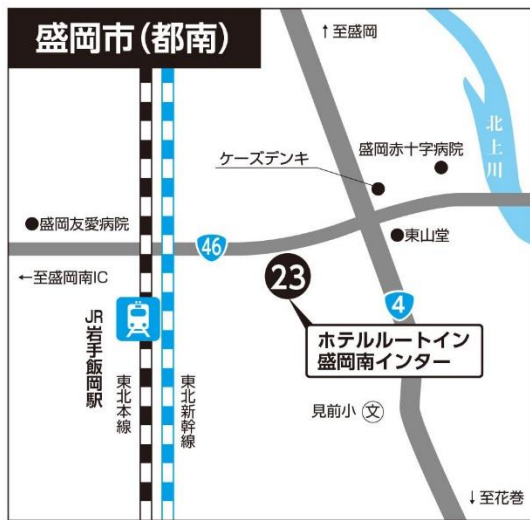 盛岡市(都南)
↑至盛岡
北上川
盛岡赤十字病院
ケーズデンキ
盛岡友愛病院
46
東山堂
←至盛岡南IC
23
4
JR岩手飯岡駅
東北本線
東北新幹線
ホテルルートイン
盛岡南インター
見前小 文
↓至花巻